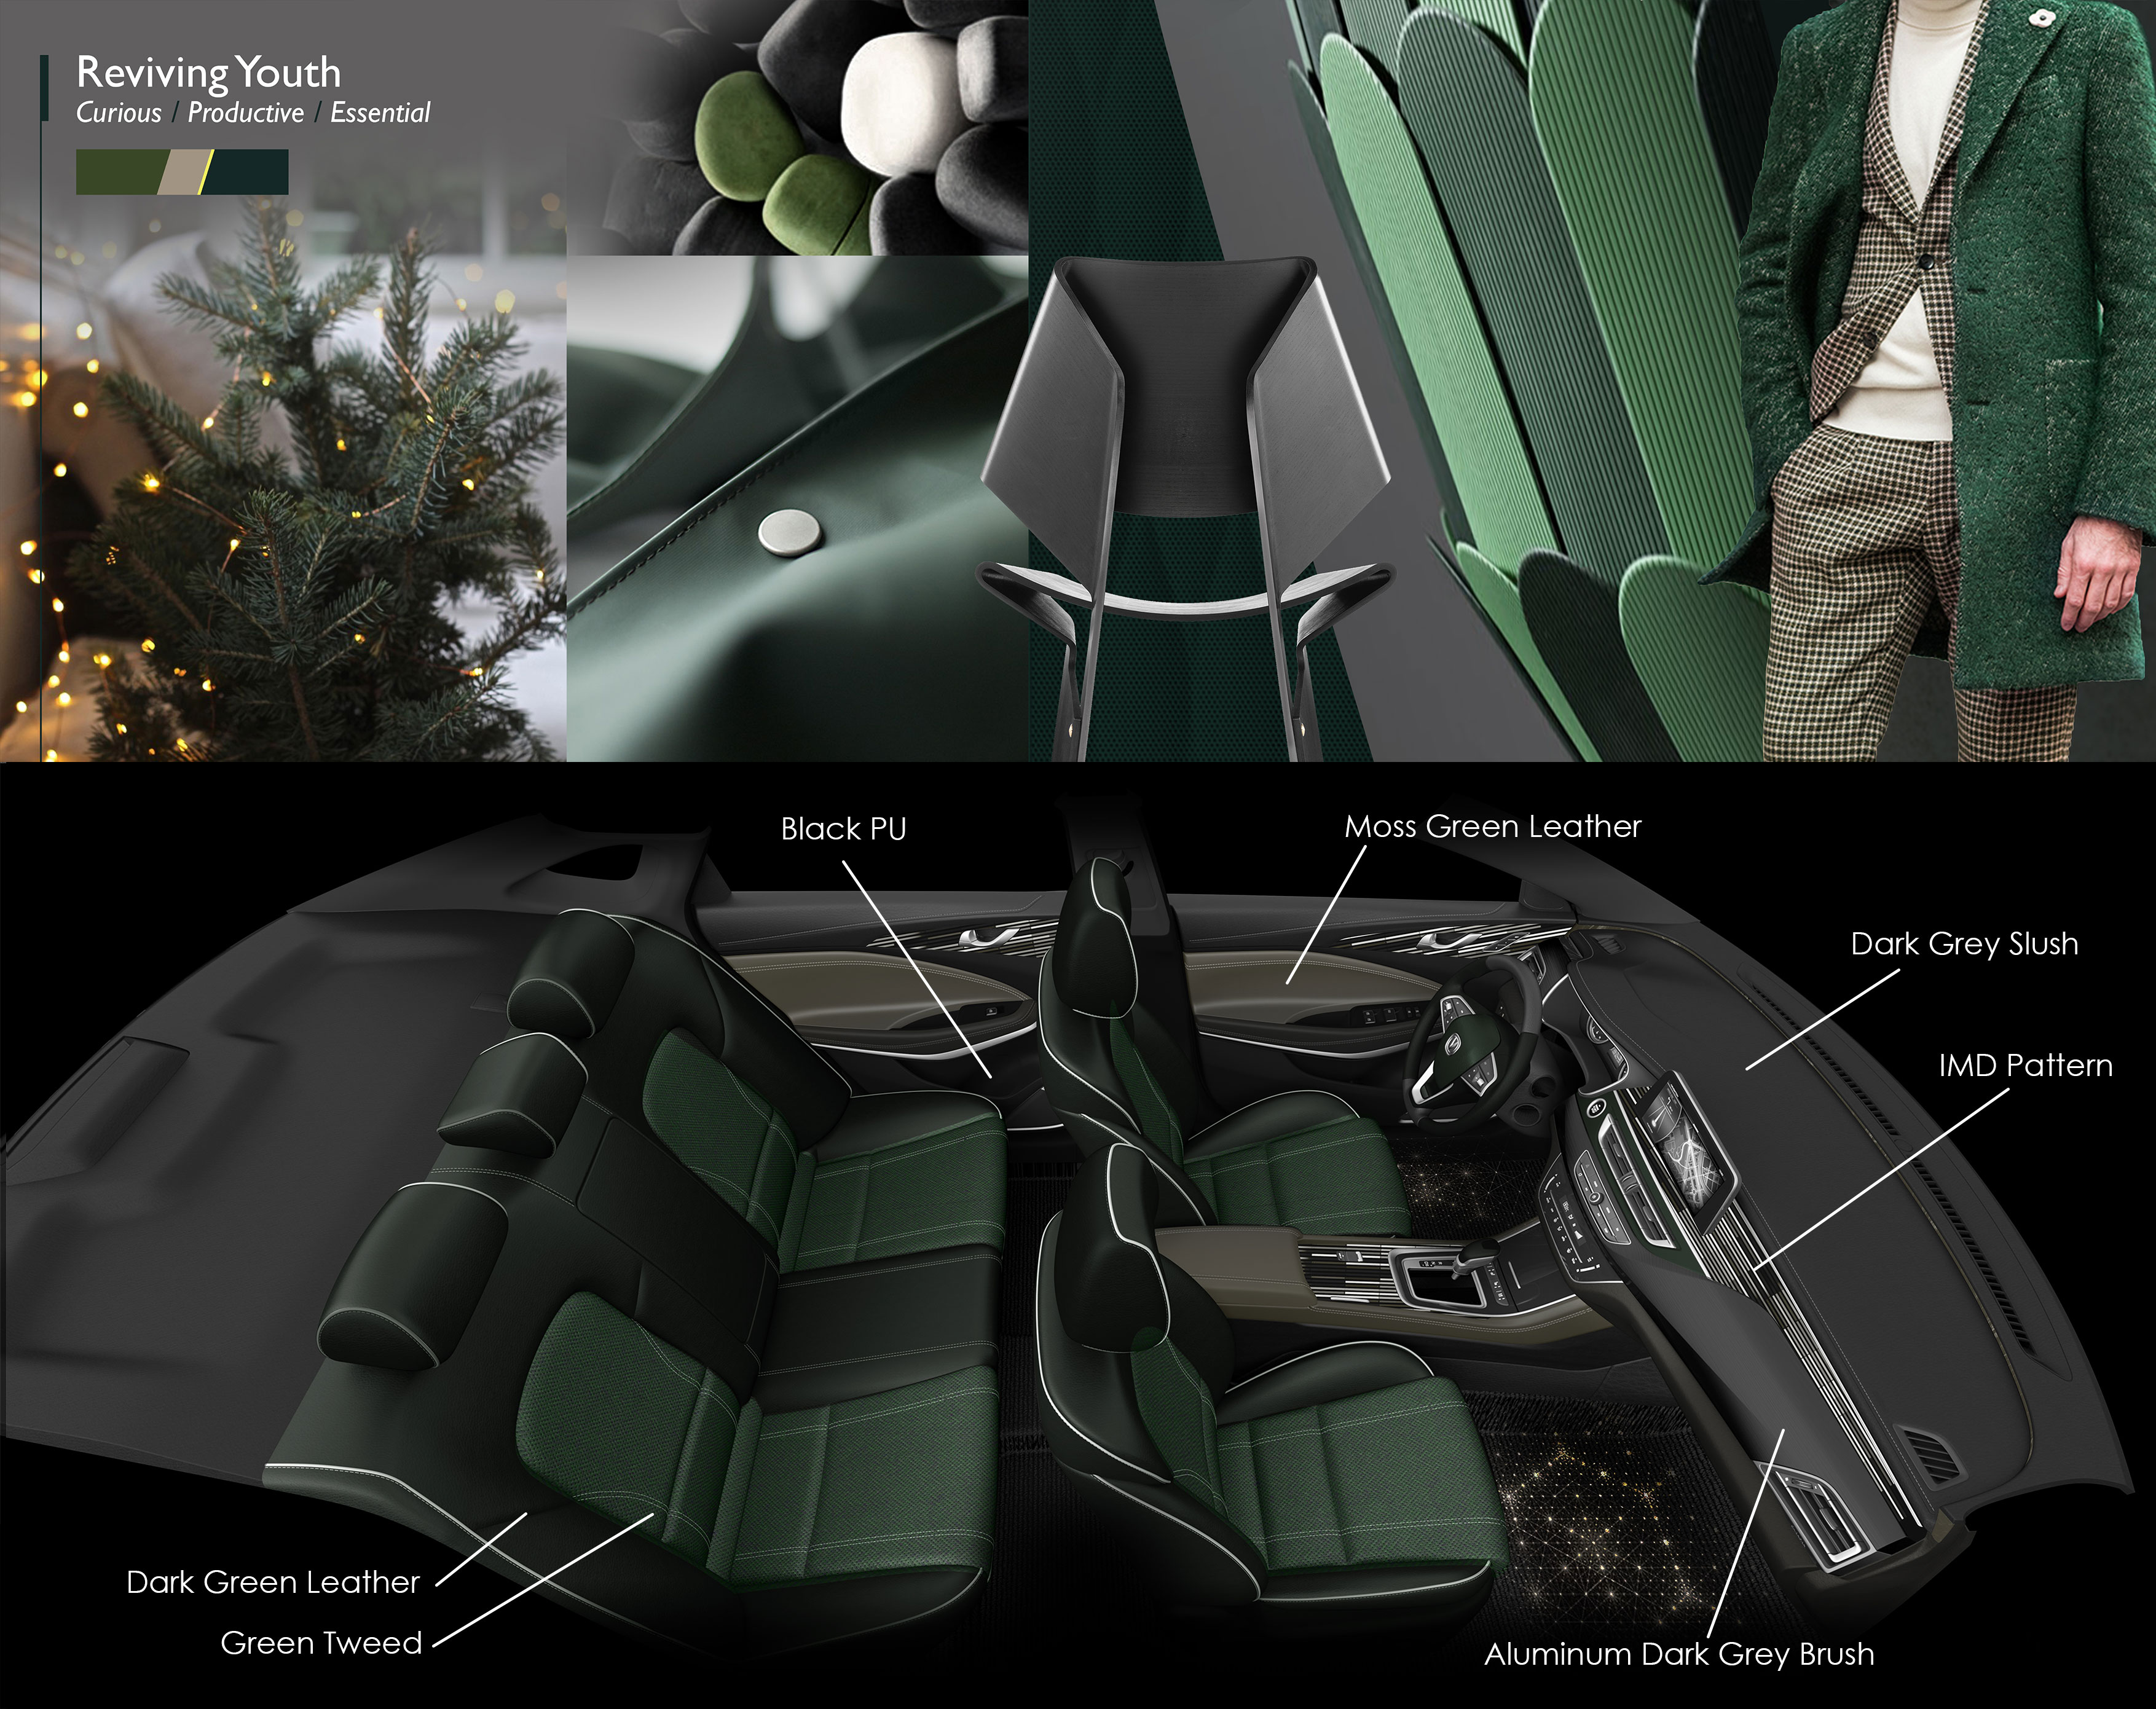 Reviving Youth
Curious / Productive / Essential
Black PU
Moss Green Leather
Dark Grey Slush
IMD Pattern
Dark Green Leather
Green Tweed
Aluminum Dark Grey Brush